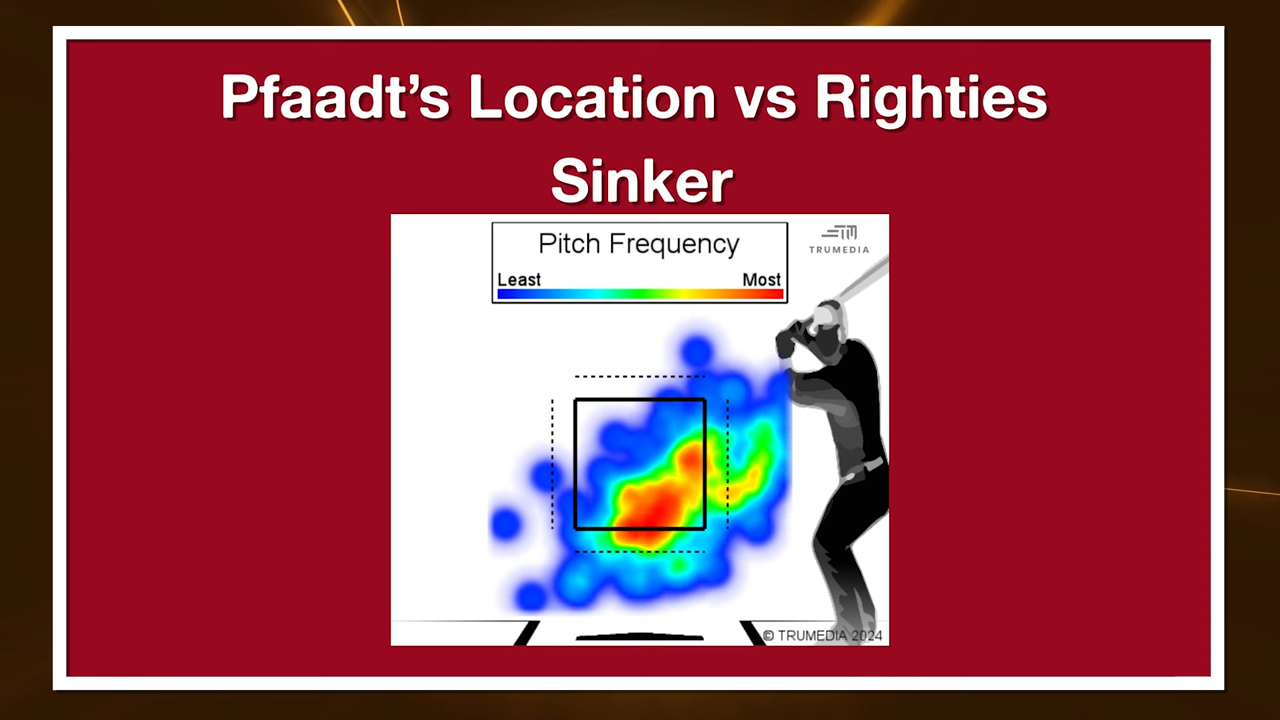 Pfaadt’s Location vs Righties
Sinker
Pitch Frequency
Least Most
TRUMEDIA
© TRUMEDIA 2024